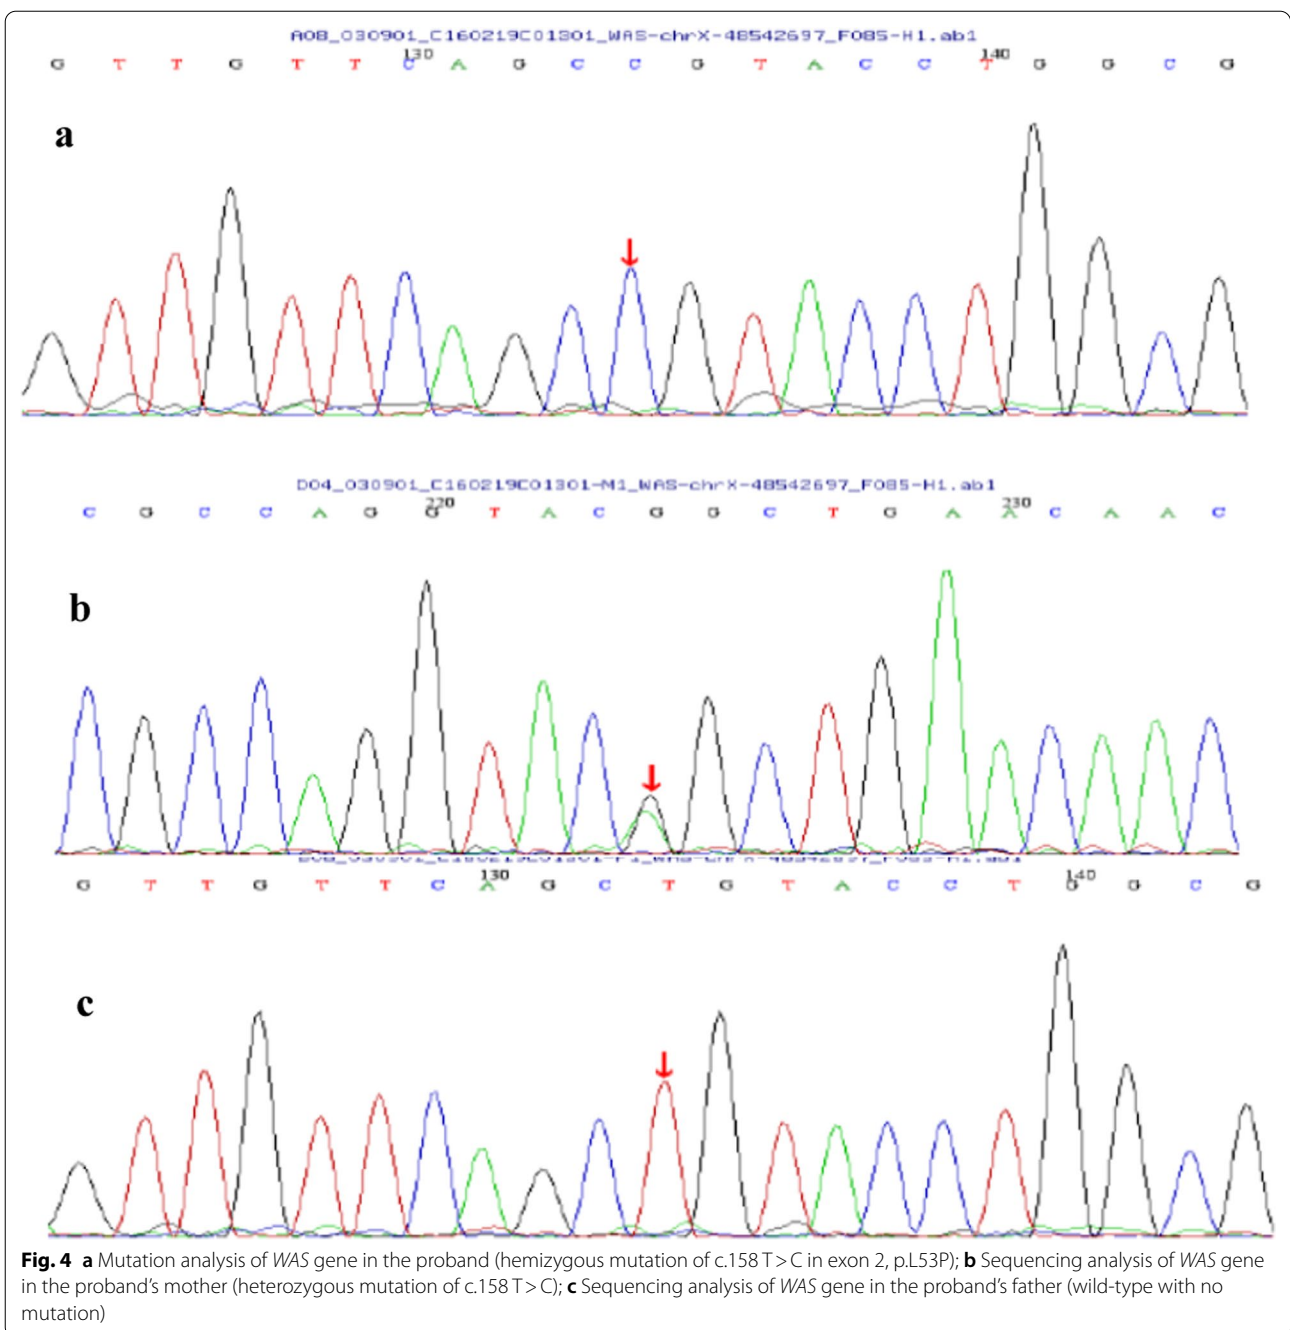 A08_030901_C160219C01301_WAS-chrX-48542697_F085-H1.ab1
130 140
G T T G T T C A G C C G T A C C T G G C G
a
D04_030901_C160219C01301-M1_WAS-chrX-48542697_F085-H1.ab1
220 230
C G C C A G G T A C G G C T G A A C A A C
b
130 140
G T T G T T C A G C T G T A C C T G G C G
c
Fig. 4 a Mutation analysis of WAS gene in the proband (hemizygous mutation of c.158 T > C in exon 2, p.L53P); b Sequencing analysis of WAS gene
in the proband's mother (heterozygous mutation of c.158 T > C); c Sequencing analysis of WAS gene in the proband's father (wild-type with no
mutation)